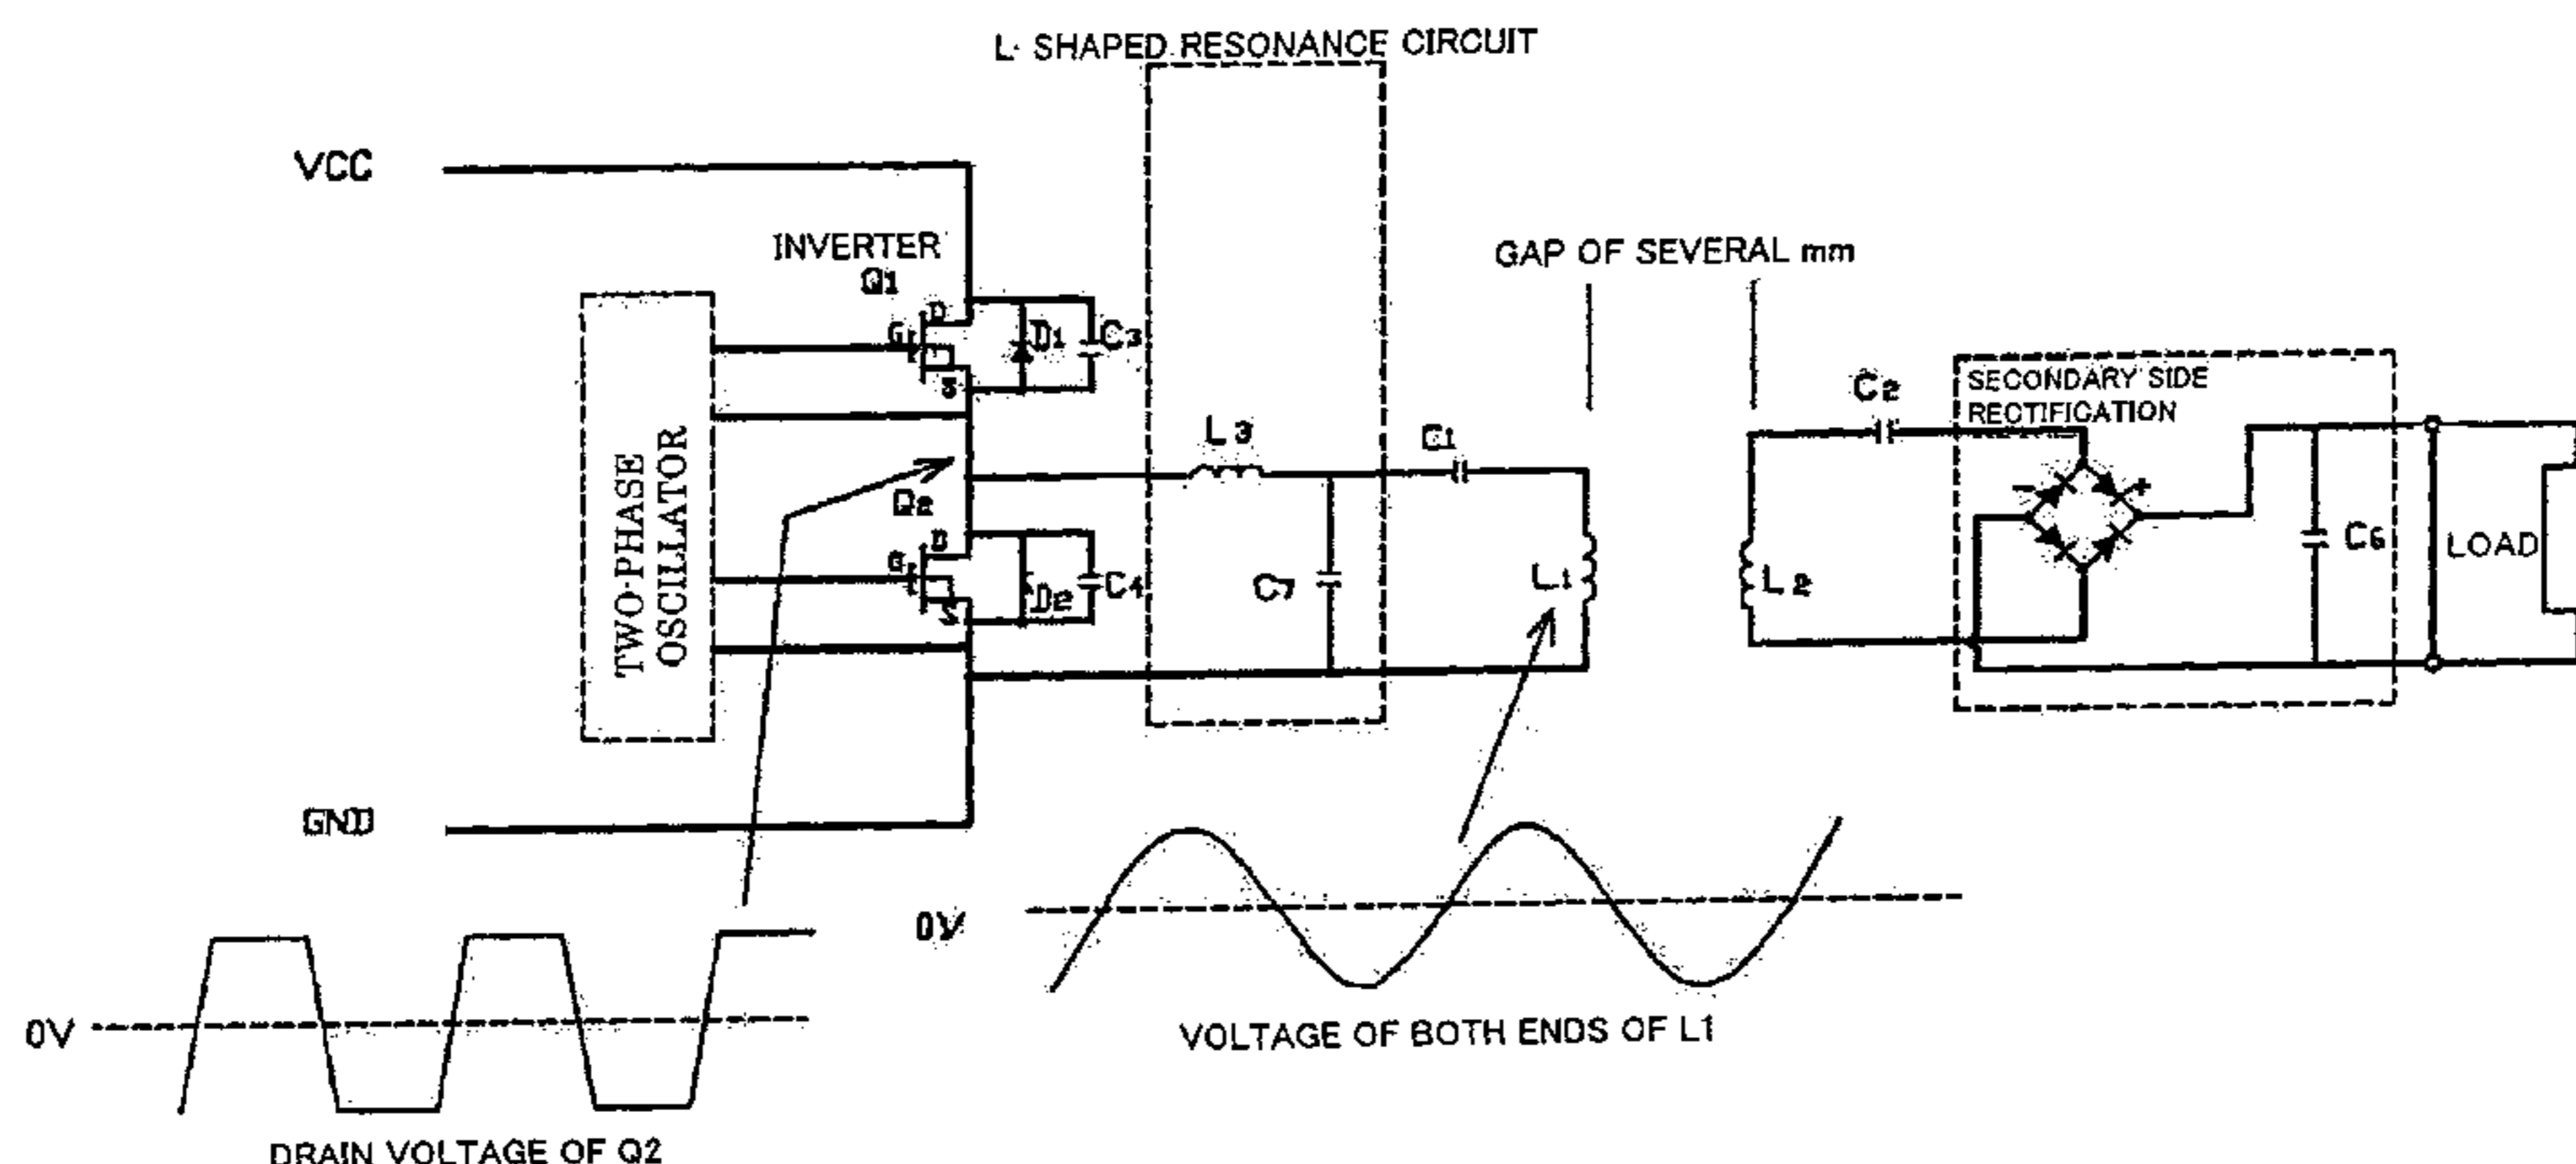 L- SHAPED RESONANCE CIRCUIT
VCC
INVERTER
Q1
GAP OF SEVERAL mm
D
G
S
D1
C3
C2
SECONDARY SIDE
RECTIFICATION
L3
C1
TWO-PHASE
OSCILLATOR
Q2
D
G
S
D2
C4
C7
L1
L2
-
+
C6
LOAD
GND
0V
0V
VOLTAGE OF BOTH ENDS OF L1
DRAIN VOLTAGE OF Q2